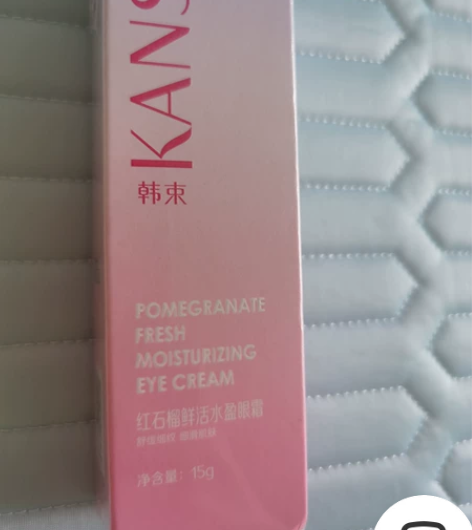 KANS
韩束
POMEGRANATE
FRESH
MOISTURIZING
EYE CREAM
红石榴鲜活水盈眼霜
净含量：15g